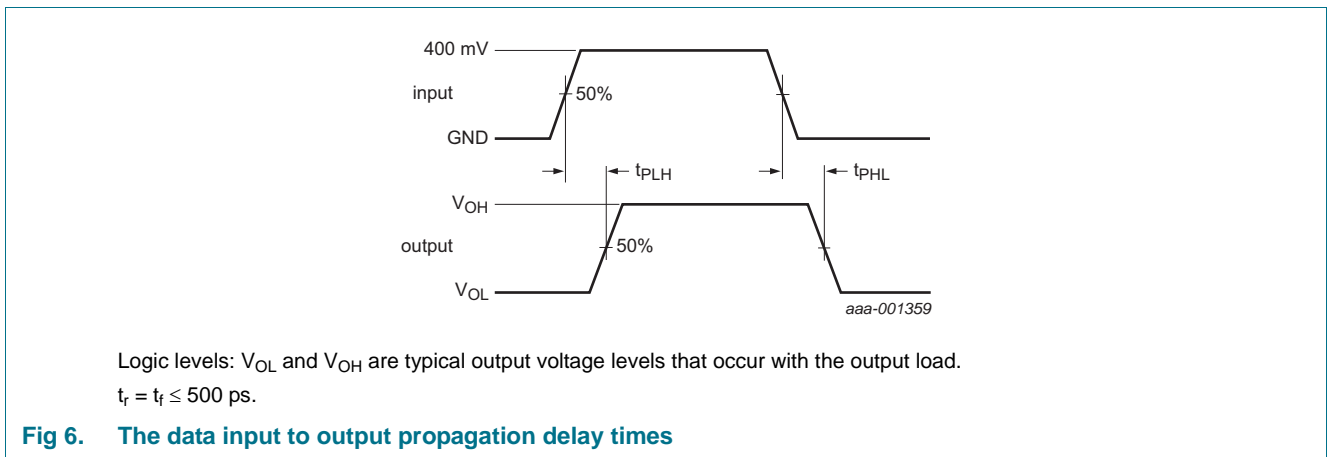 400 mV
input
50%
GND
tPLH
tPHL
VOH
output
50%
VOL
aaa-001359
Logic levels: VOL and VOH are typical output voltage levels that occur with the output load.
tr = tf ≤ 500 ps.
Fig 6. The data input to output propagation delay times